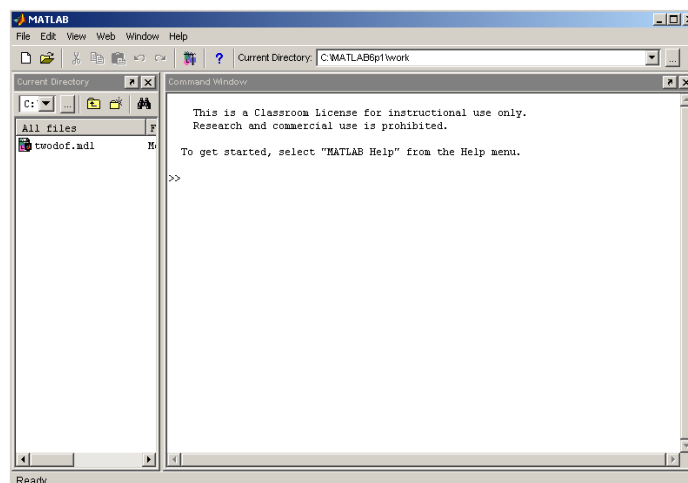 MATLAB
File Edit View Web Window Help
? Current Directory: C:\MATLAB6p1\work ...
Current Directory
Command Window
C:\ ...
All files F
twodof.mdl M
This is a Classroom License for instructional use only.
Research and commercial use is prohibited.
To get started, select "MATLAB Help" from the Help menu.
>>
Ready